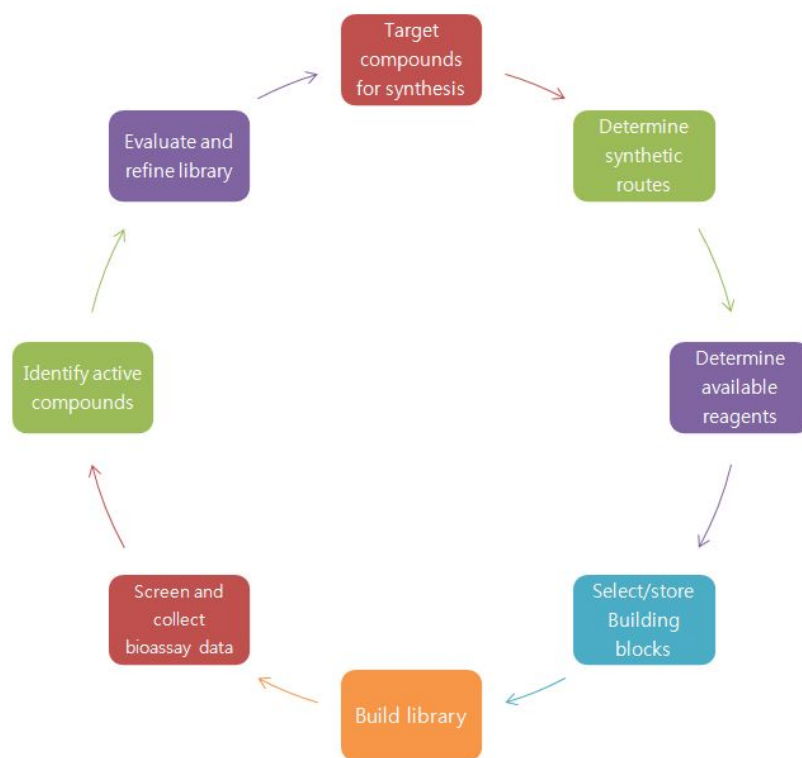 Target
compounds
for synthesis
Determine
synthetic
routes
Determine
available
reagents
Select/store
Building
blocks
Build library
Screen and
collect
bioassay data
Identify active
compounds
Evaluate and
refine library